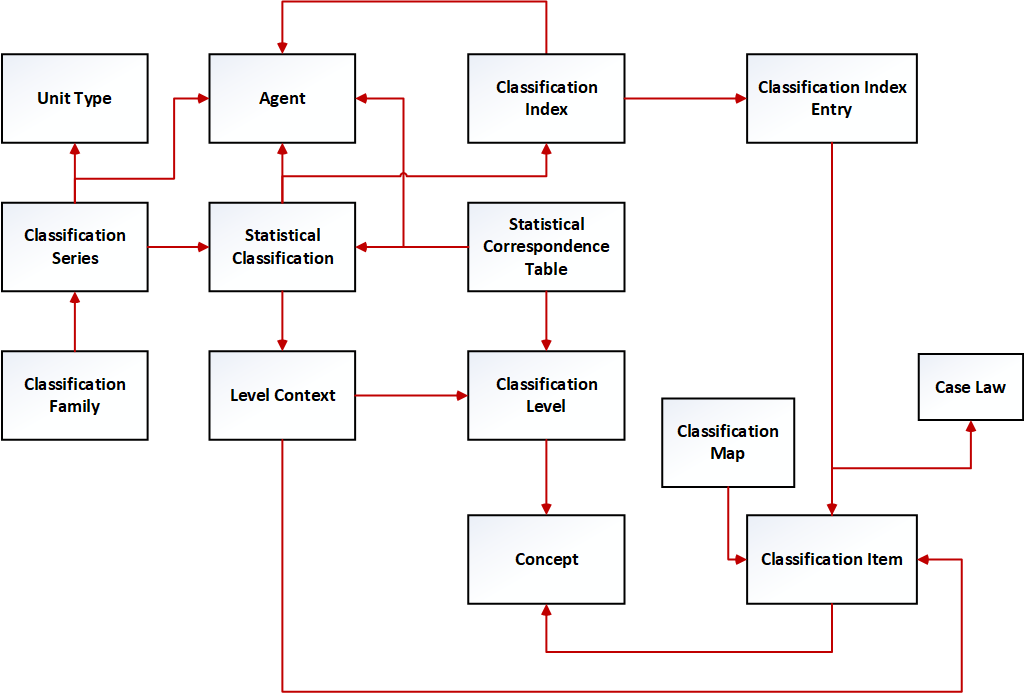 Unit Type
Agent
Classification
Index
Classification Index
Entry
Classification
Series
Statistical
Classification
Statistical
Correspondence
Table
Classification
Family
Level Context
Classification
Level
Classification
Map
Case Law
Concept
Classification Item